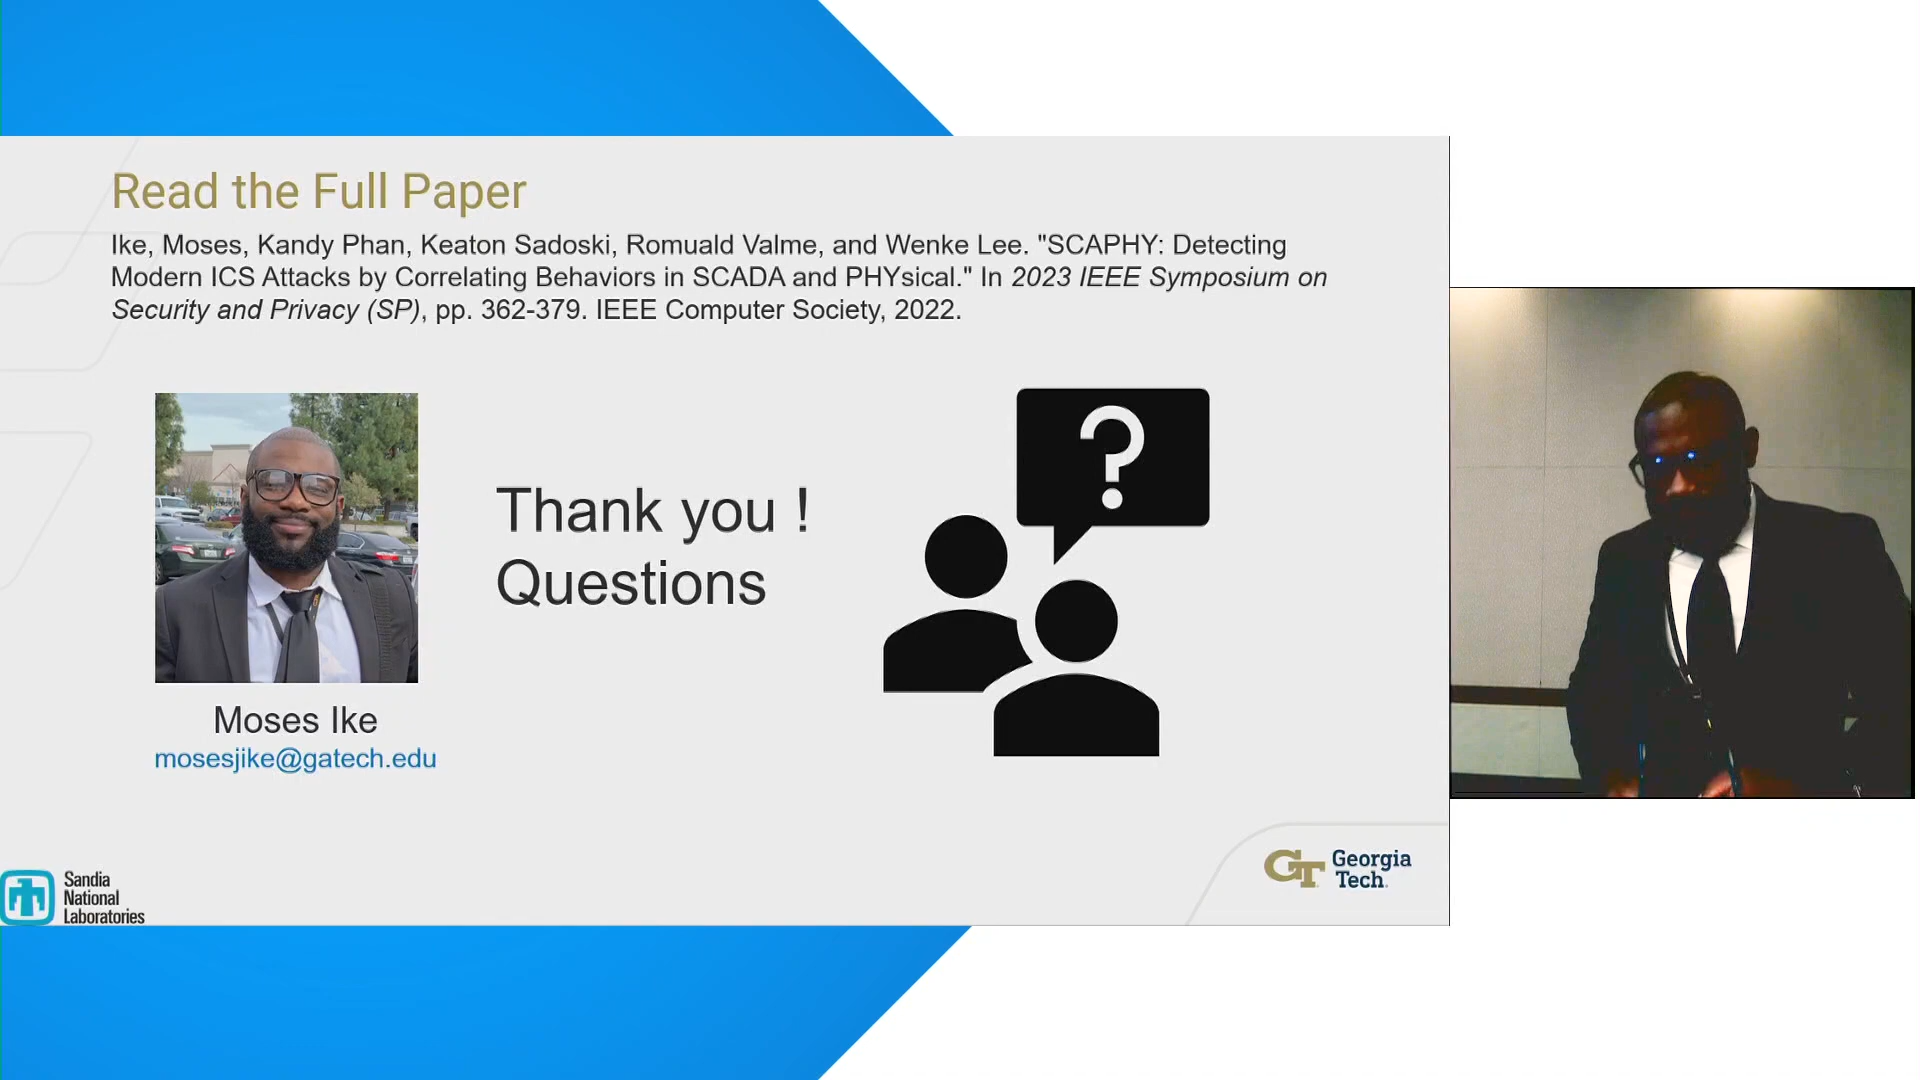 Read the Full Paper
Ike, Moses, Kandy Phan, Keaton Sadoski, Romuald Valme, and Wenke Lee. "SCAPHY: Detecting
Modern ICS Attacks by Correlating Behaviors in SCADA and PHYsical." In 2023 IEEE Symposium on
Security and Privacy (SP), pp. 362-379. IEEE Computer Society, 2022.
?
Thank you !
Questions
Moses Ike
mosesjike@gatech.edu
Sandia
National
Laboratories
GT
Georgia
Tech.